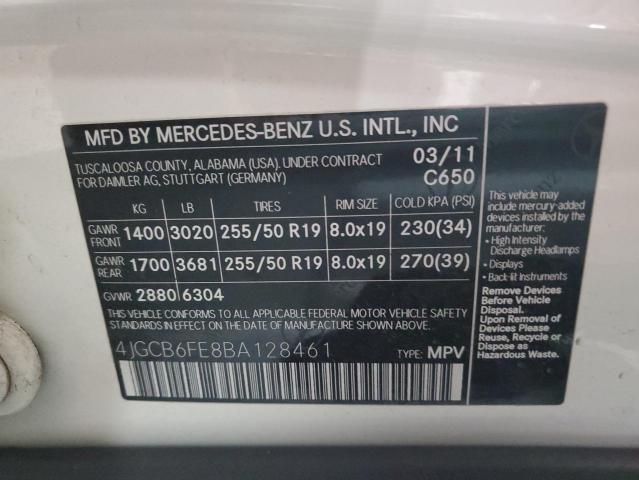 MFD BY MERCEDES-BENZ U.S. INTL., INC
TUSCALOOSA COUNTY, ALABAMA (USA). UNDER CONTRACT
FOR DAIMLER AG, STUTTGART (GERMANY)
03/11
C650
KG LB TIRES RIM SIZE COLD KPA (PSI)
GAWR FRONT 1400 3020 255/50 R19 8.0x19 230(34)
GAWR REAR 1700 3681 255/50 R19 8.0x19 270(39)
GVWR 2880 6304
THIS VEHICLE CONFORMS TO ALL APPLICABLE FEDERAL MOTOR VEHICLE SAFETY
STANDARDS IN EFFECT ON THE DATE OF MANUFACTURE SHOWN ABOVE.
4JGCB6FE8BA128461 TYPE: MPV
This vehicle may
include mercury-added
devices installed by the
manufacturer:
• High Intensity
Discharge Headlamps
• Displays
• Back-lit Instruments
Remove Devices
Before Vehicle
Disposal.
Upon Removal of
Devices Please
Reuse, Recycle or
Dispose as
Hazardous Waste.